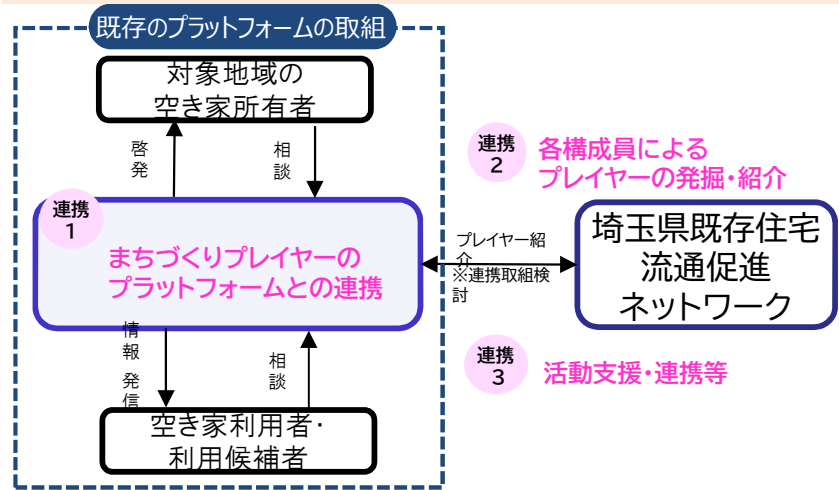 既存のプラットフォームの取組
対象地域の
空き家所有者
啓発
相談
連携
1
まちづくりプレイヤーの
プラットフォームとの連携
情報発信
相談
空き家利用者・
利用候補者
プレイヤー紹
介
※連携取組検
討
連携
2
各構成員による
プレイヤーの発掘・紹介
埼玉県既存住宅
流通促進
ネットワーク
連携
3
活動支援・連携等